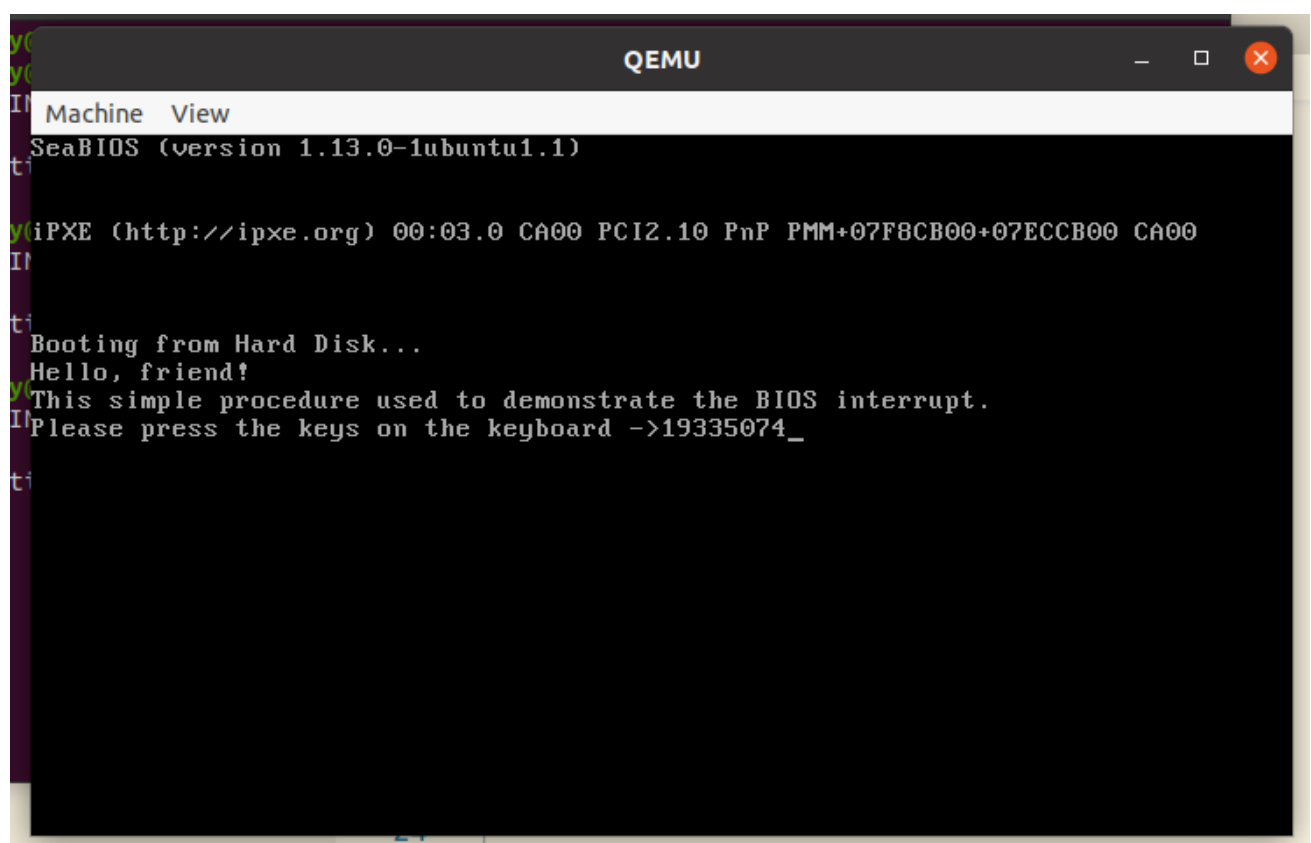 QEMU
Machine View
SeaBIOS (version 1.13.0-1ubuntu1.1)
iPXE (http://ipxe.org) 00:03.0 CA00 PCI2.10 PnP PMM+07F8CB00+07ECCB00 CA00
Booting from Hard Disk...
Hello, friend!
This simple procedure used to demonstrate the BIOS interrupt.
Please press the keys on the keyboard ->19335074_